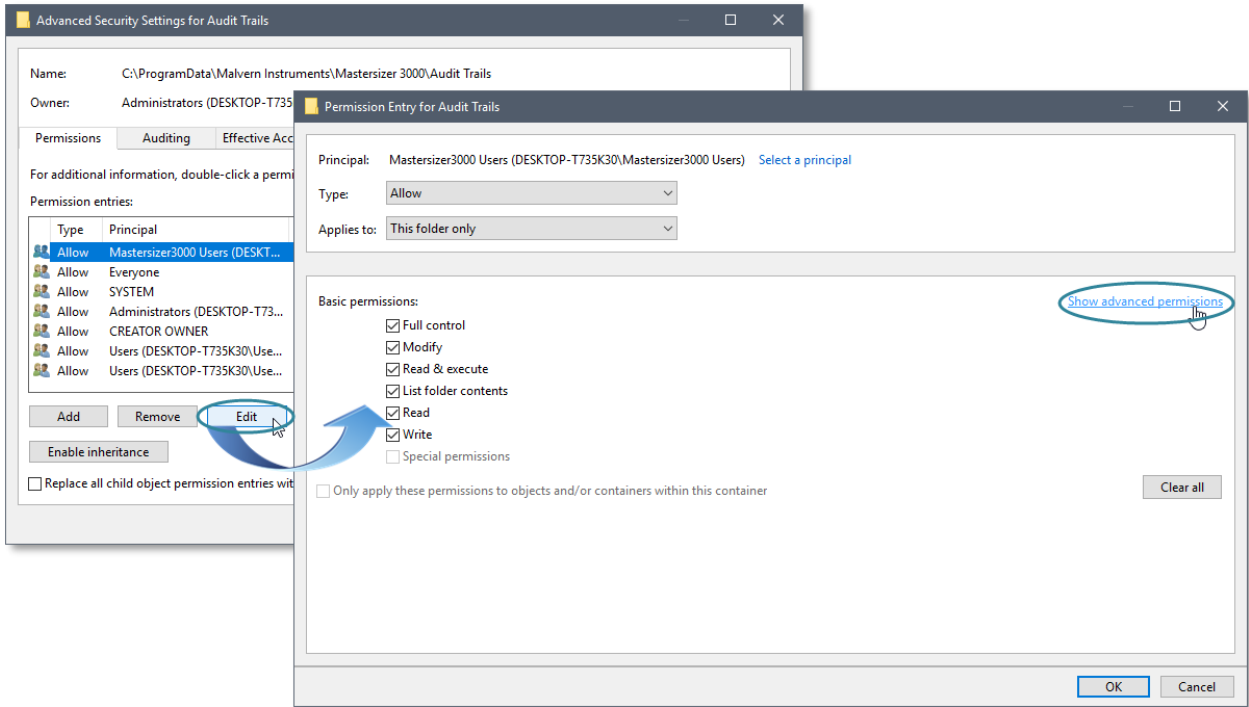 Advanced Security Settings for Audit Trails
Name: C:\ProgramData\Malvern Instruments\Mastersizer 3000\Audit Trails
Owner: Administrators (DESKTOP-T735
Permissions Auditing Effective Acc
For additional information, double-click a permi
Permission entries:
Type Principal
Allow Mastersizer3000 Users (DESKT...
Allow Everyone
Allow SYSTEM
Allow Administrators (DESKTOP-T73...
Allow CREATOR OWNER
Allow Users (DESKTOP-T735K30\Use...
Allow Users (DESKTOP-T735K30\Use...
Add Remove Edit
Enable inheritance
Replace all child object permission entries wit
Permission Entry for Audit Trails
Principal: Mastersizer3000 Users (DESKTOP-T735K30\Mastersizer3000 Users) Select a principal
Type: Allow
Applies to: This folder only
Basic permissions: Show advanced permissions
Full control
Modify
Read & execute
List folder contents
Read
Write
Special permissions
Only apply these permissions to objects and/or containers within this container
Clear all
OK Cancel